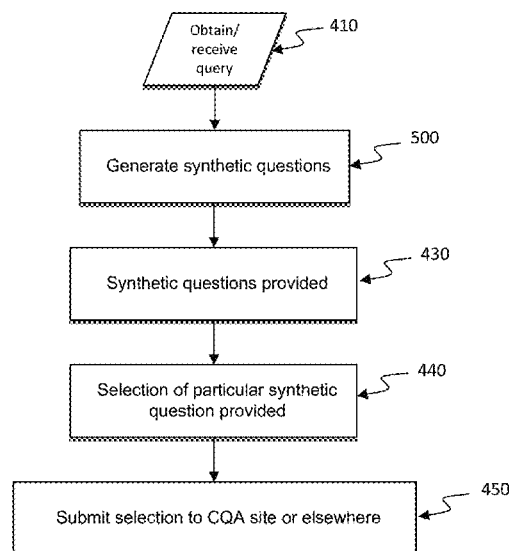 Obtain/
receive
query
410
Generate synthetic questions
500
Synthetic questions provided
430
Selection of particular synthetic
question provided
440
Submit selection to CQA site or elsewhere
450